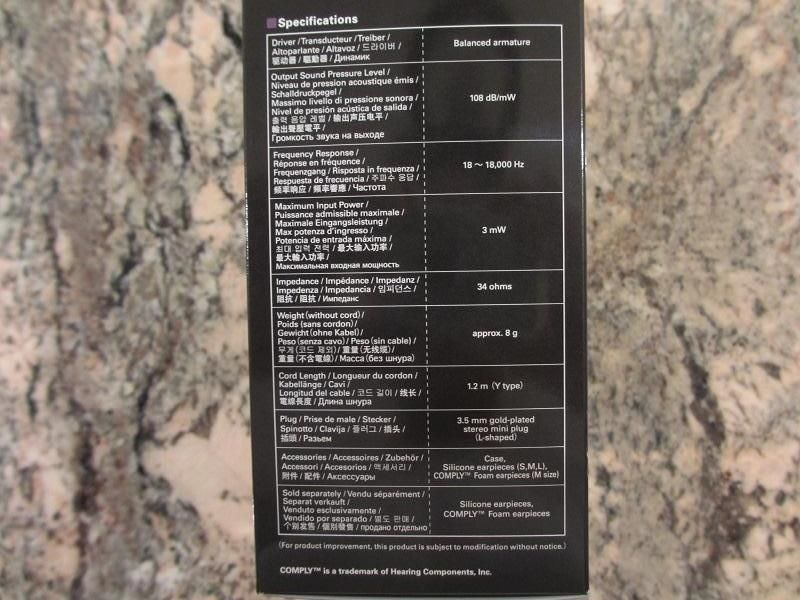 Specifications
Driver / Transducteur / Treiber /
Altoparlante / Altavoz / 드라이버 /
驱动器 / 驅動器 / Динамик
Balanced armature
Output Sound Pressure Level /
Niveau de pression acoustique émis /
Schalldruckpegel /
Massimo livello di pressione sonora /
Nivel de presión acústica de salida /
출력 음압 레벨 / 输出声压电平 /
輸出聲壓電平 /
Громкость звука на выходе
108 dB/mW
Frequency Response /
Réponse en fréquence /
Frequenzgang / Risposta in frequenza /
Respuesta de frecuencia / 주파수 응답 /
频率响应 / 頻率響應 / Частота
18 ～ 18,000 Hz
Maximum Input Power /
Puissance admissible maximale /
Maximale Eingangsleistung /
Max potenza d'ingresso /
Potencia de entrada máxima /
최대 입력 전력 / 最大输入功率 /
最大輸入功率 /
Максимальная входная мощность
3 mW
Impedance / Impédance / Impedanz /
Impedenza / Impedancia / 임피던스 /
阻抗 / 阻抗 / Импеданс
34 ohms
Weight (without cord) /
Poids (sans cordon) /
Gewicht (ohne Kabel) /
Peso (senza cavo) / Peso (sin cable) /
무게 (코드 제외) / 重量 (无线缆) /
重量 (不含電線) / Масса (без шнура)
approx. 8 g
Cord Length / Longueur du cordon /
Kabellänge / Cavi /
Longitud del cable / 코드 길이 / 线长 /
電線長度 / Длина шнура
1.2 m (Y type)
Plug / Prise de male / Stecker /
Spinotto / Clavija / 플러그 / 插头 /
插頭 / Разъем
3.5 mm gold-plated
stereo mini plug
(L-shaped)
Accessories / Accessoires / Zubehör /
Accessori / Accesorios / 액세서리 /
附件 / 配件 / Аксессуары
Case,
Silicone earpieces (S,M,L),
COMPLY™ Foam earpieces (M size)
Sold separately / Vendu séparément /
Separat verkauft /
Venduto esclusivamente /
Vendido por separado / 별도 판매 /
个别发售 / 個別發售 / продано отдельно
Silicone earpieces,
COMPLY™ Foam earpieces
(For product improvement, this product is subject to modification without notice.)
COMPLY™ is a trademark of Hearing Components, Inc.